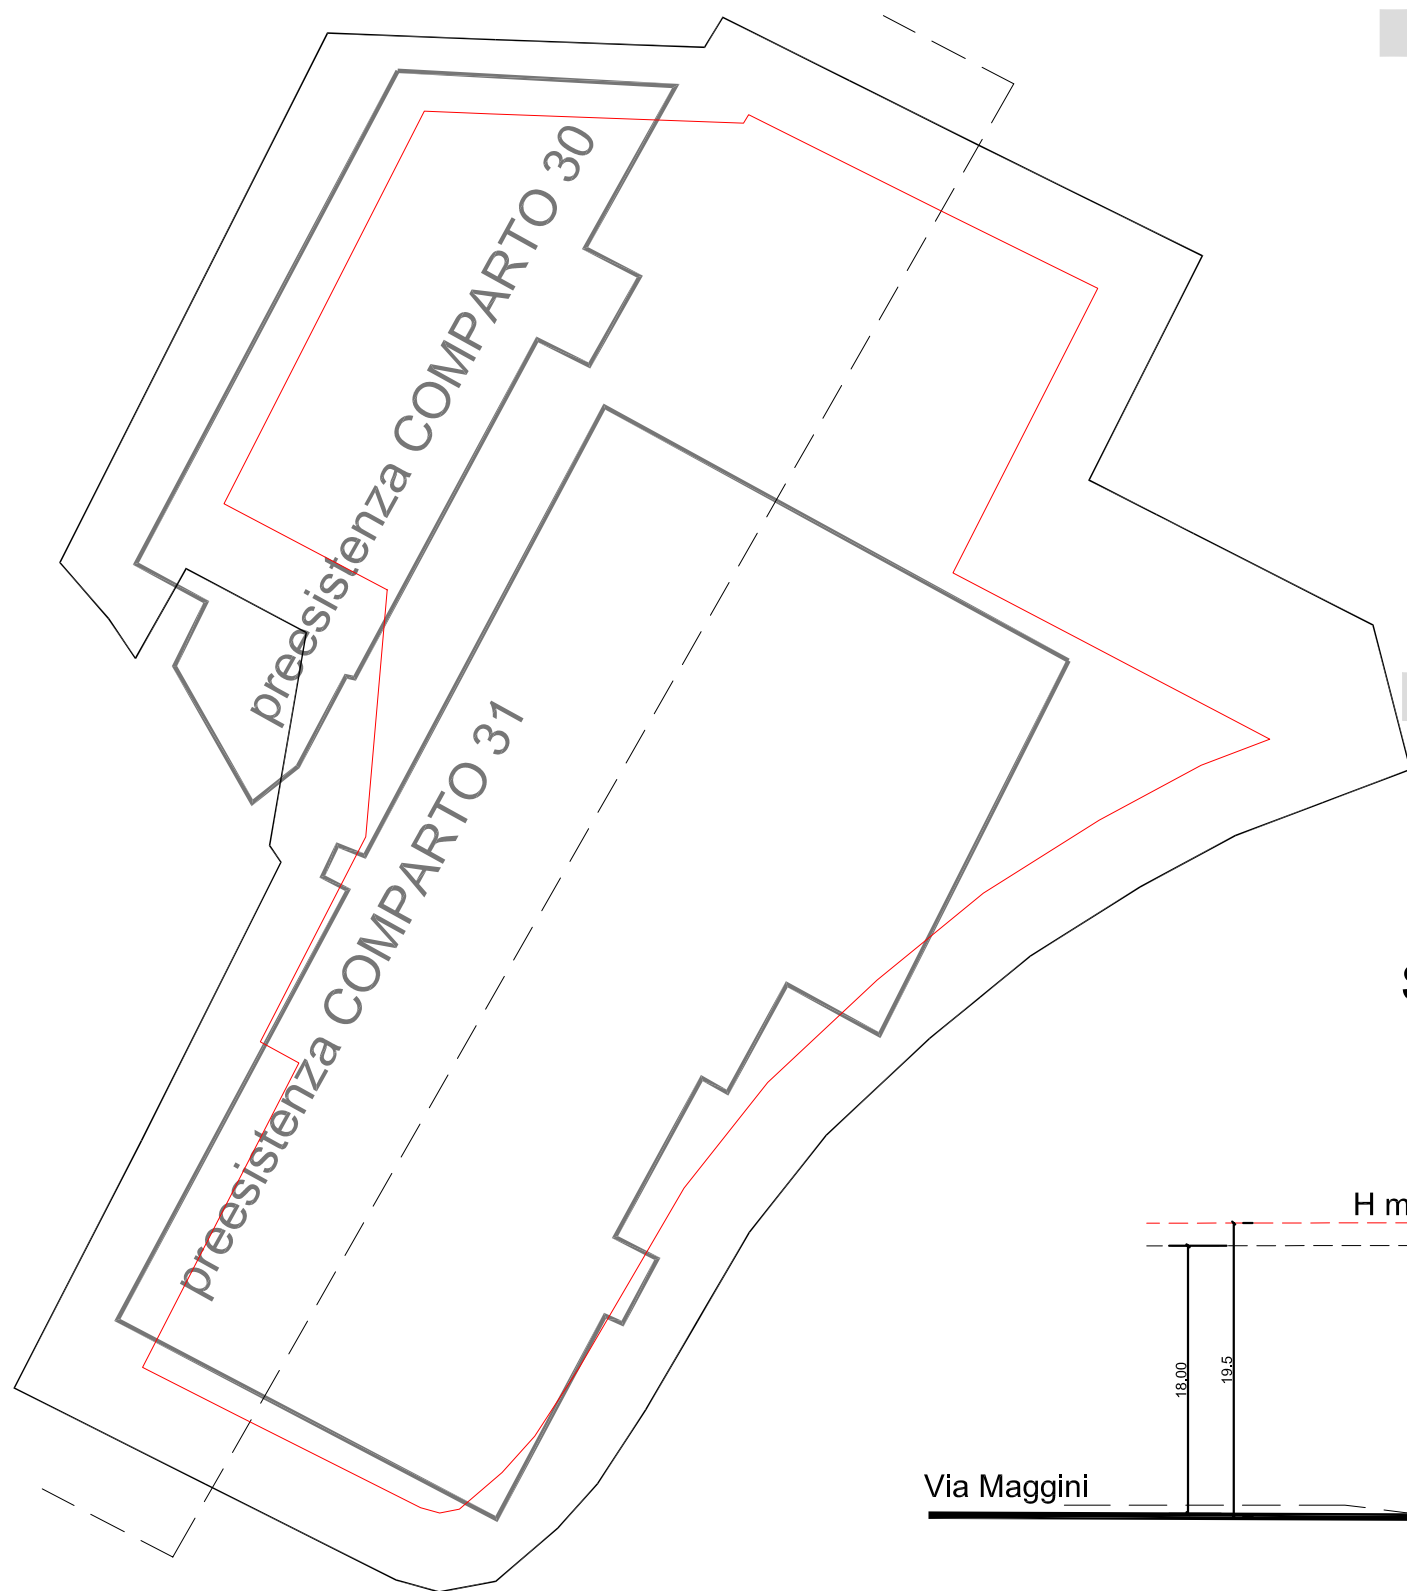 preesistenza COMPARTO 30
preesistenza COMPARTO 31
H m
18.00
19.5
Via Maggini